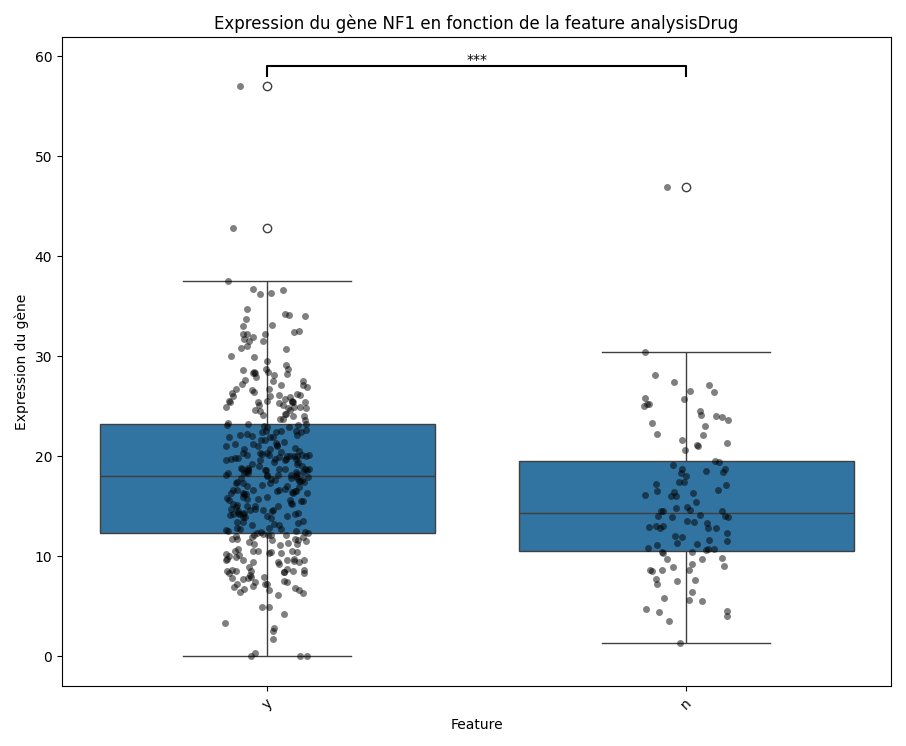 Expression du gène NF1 en fonction de la feature analysisDrug
60
50
40
30
20
10
0
Expression du gène
***
y
n
Feature